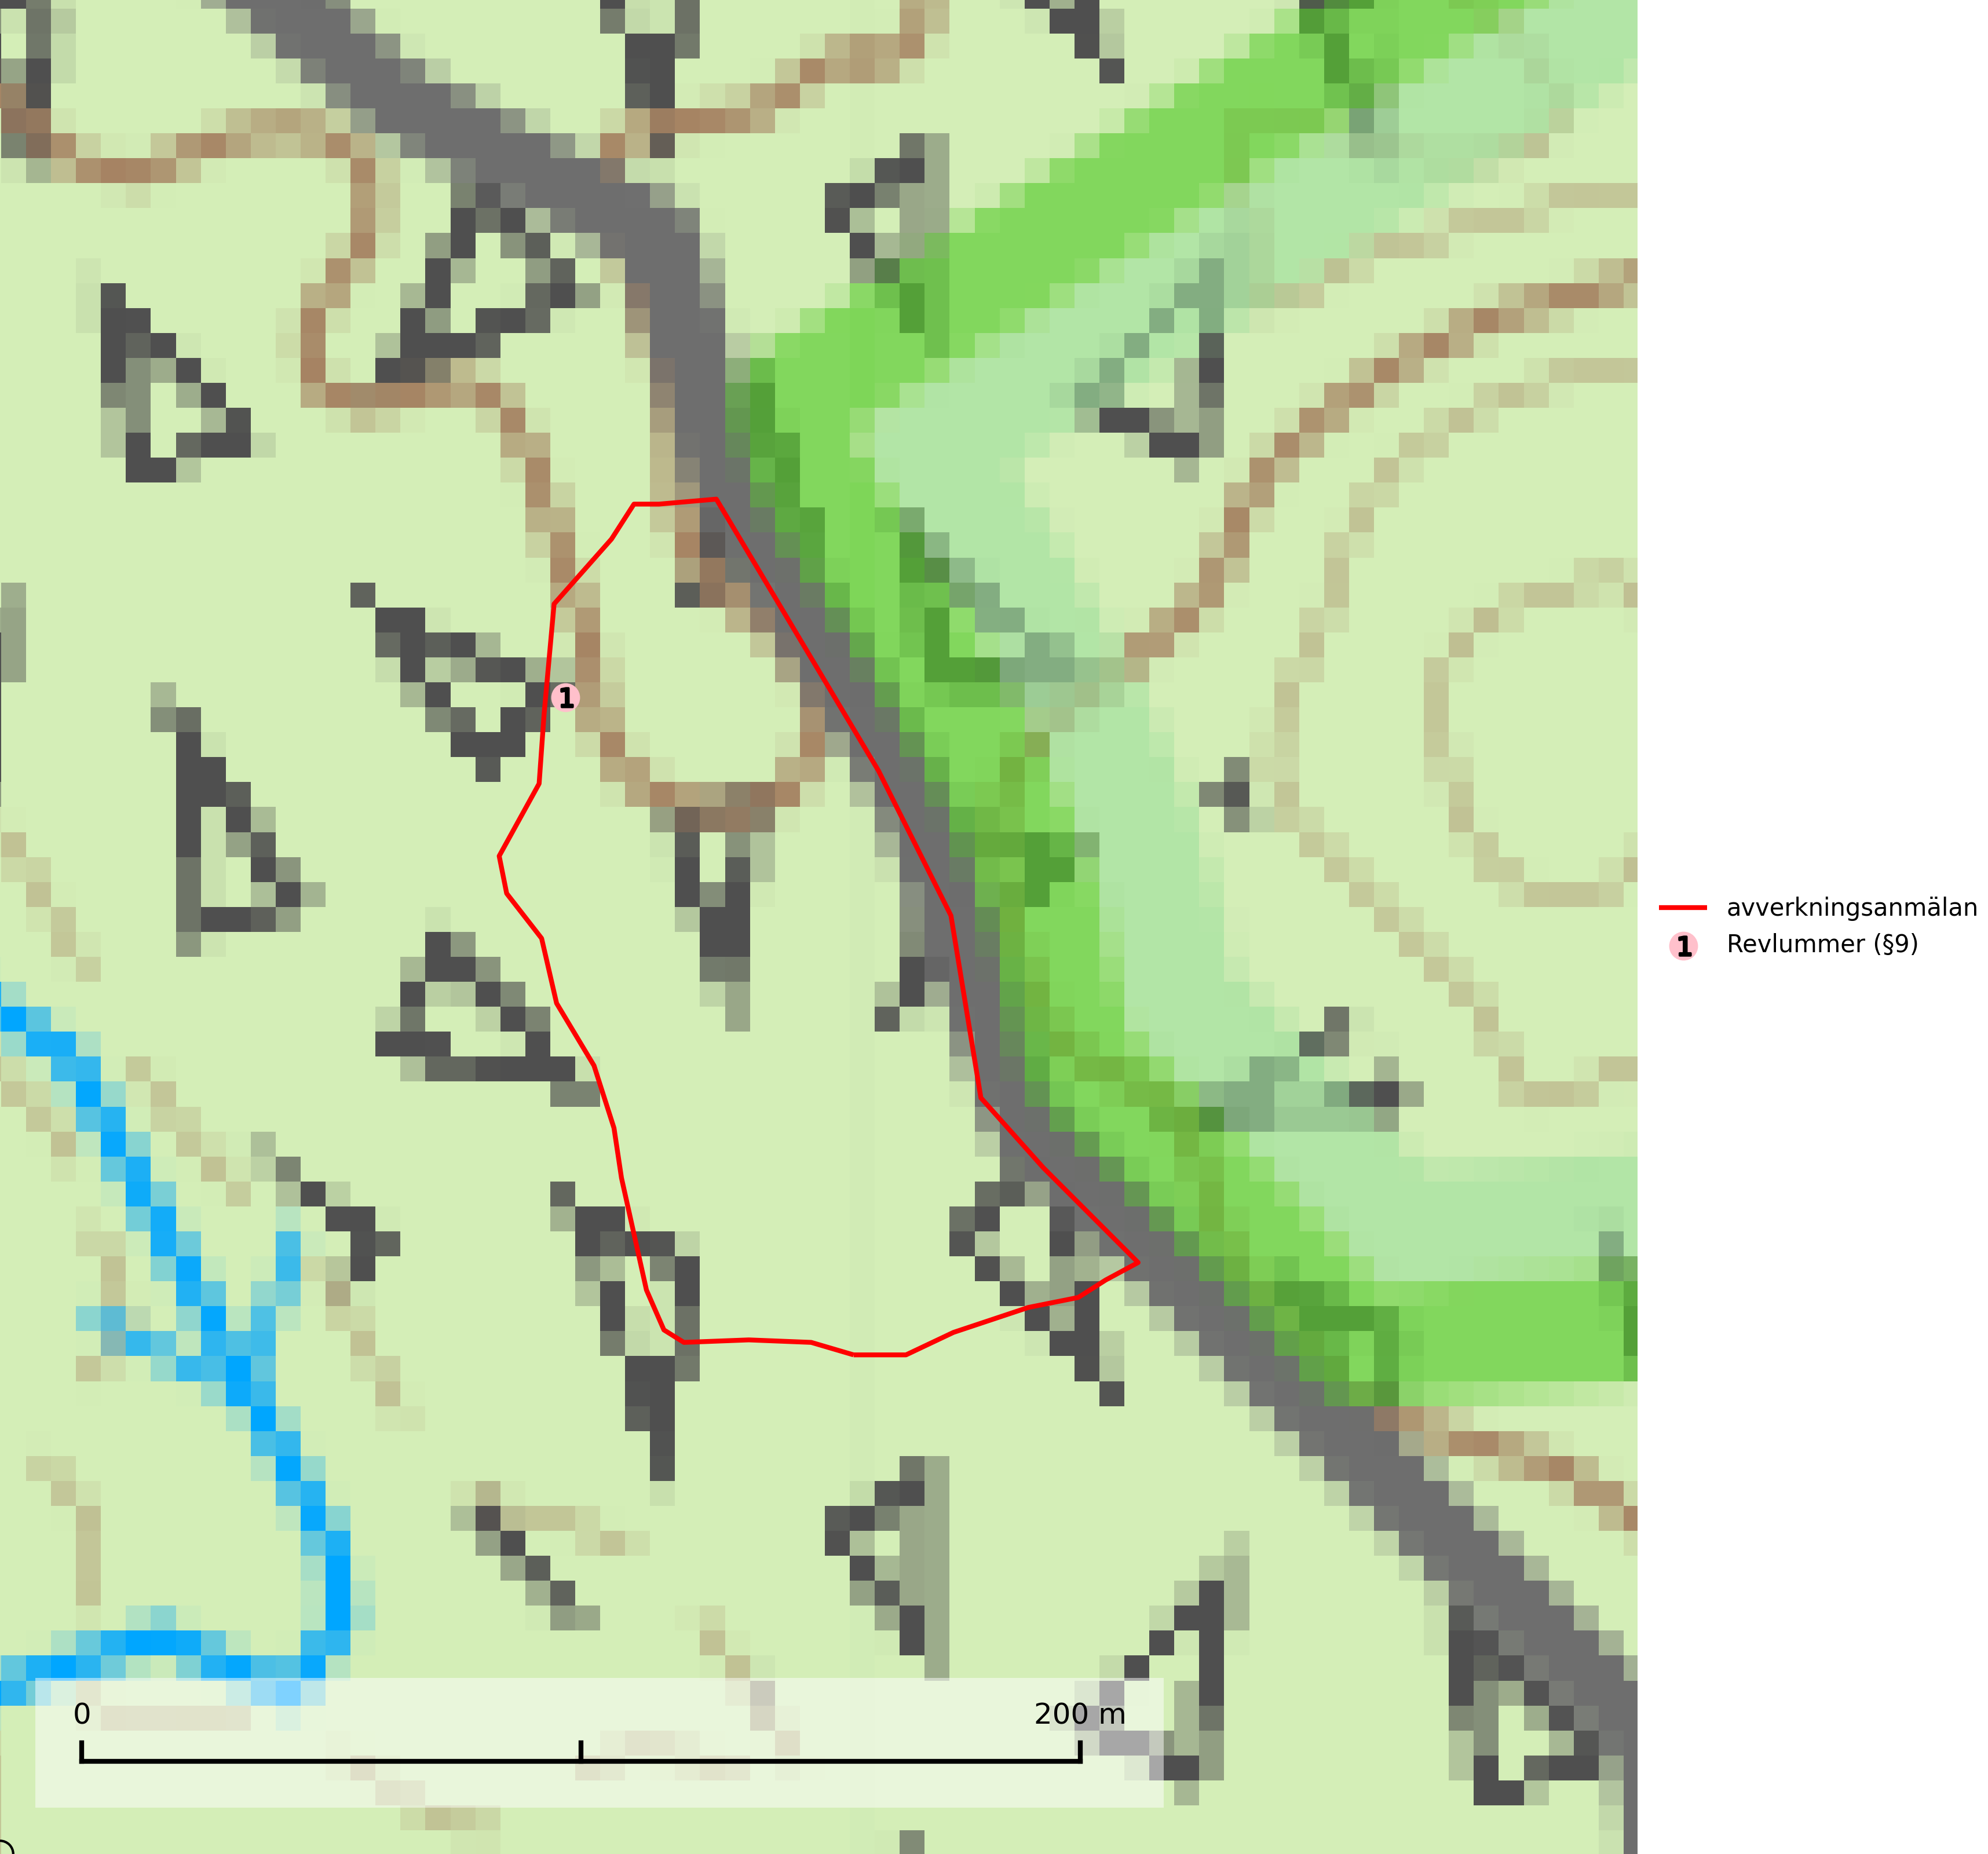 1
avverkningsanmälan
1 Revlummer (§9)
0 200 m